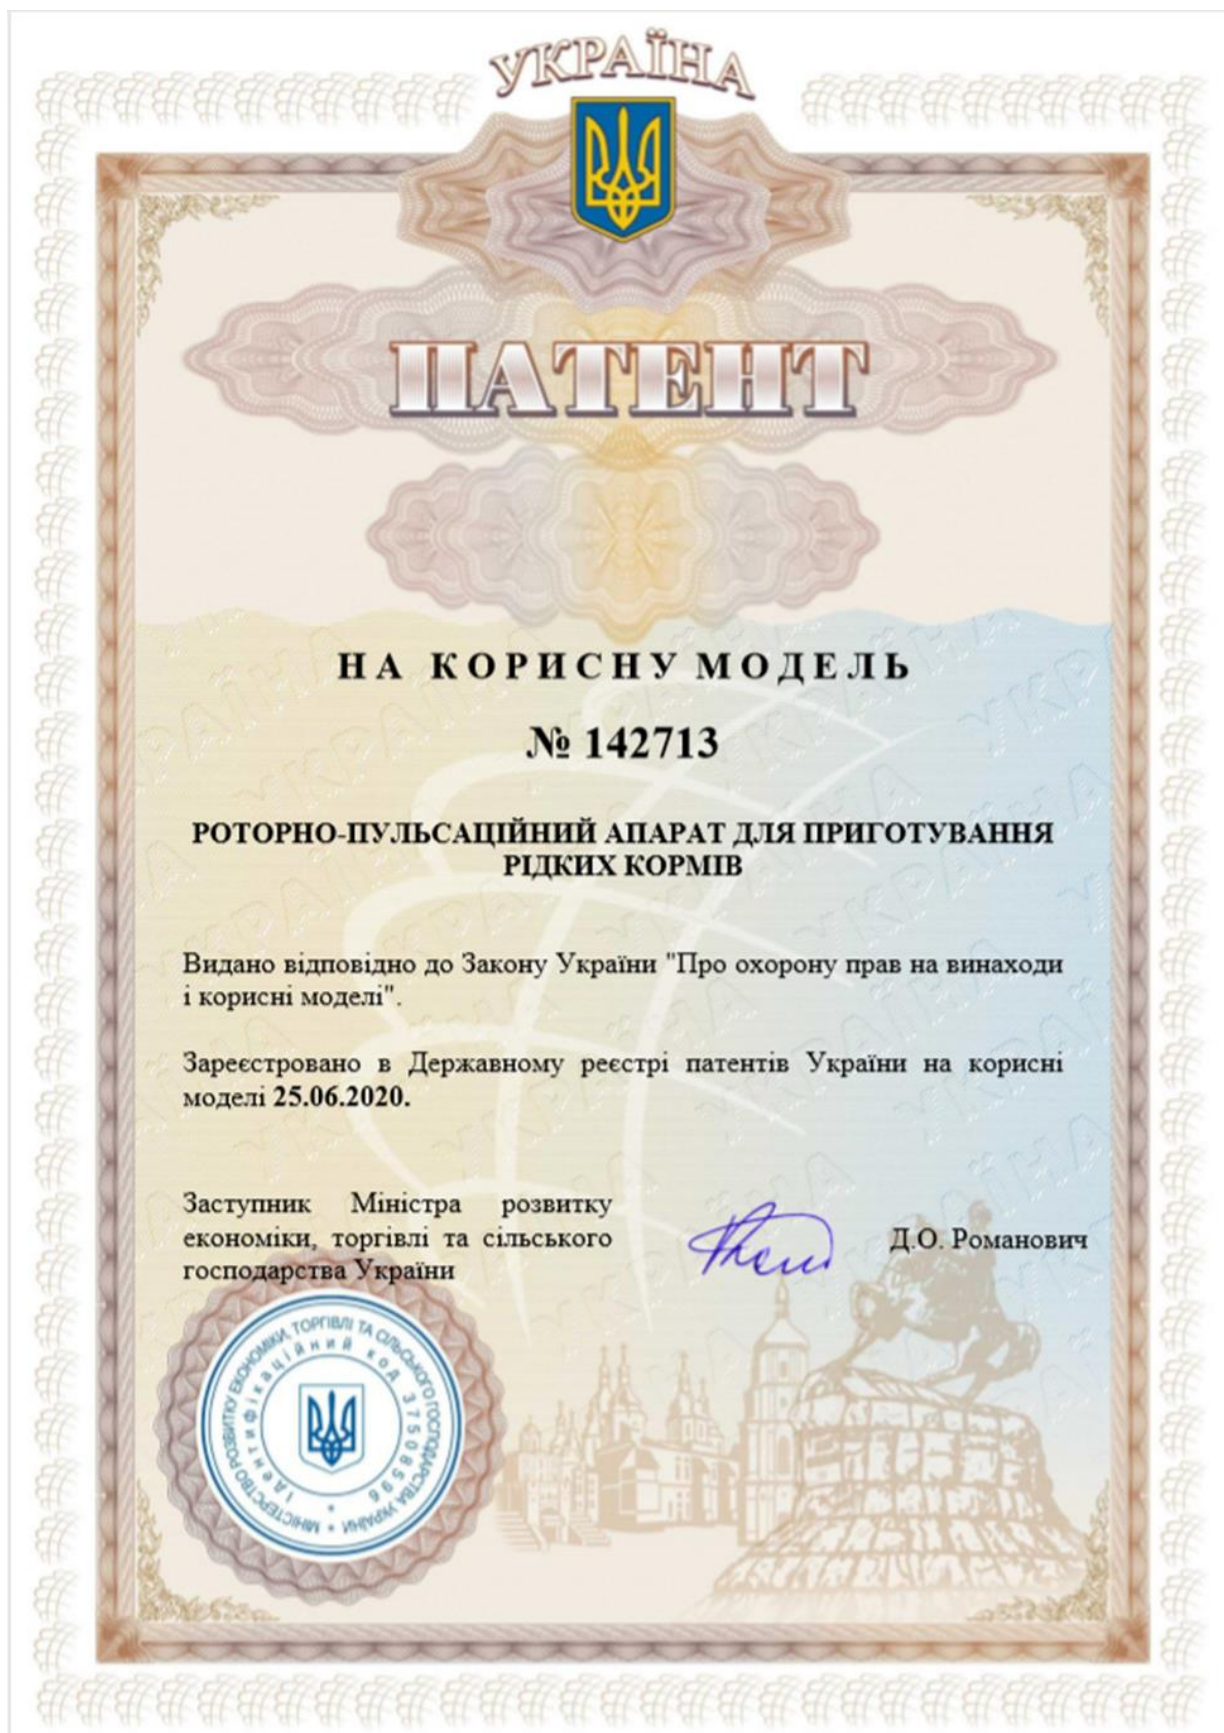 УКРАЇНА
ПАТЕНТ
НА КОРИСНУ МОДЕЛЬ
№ 142713
РОТОРНО-ПУЛЬСАЦІЙНИЙ АПАРАТ ДЛЯ ПРИГОТУВАННЯ
РІДКИХ КОРМІВ
Видано відповідно до Закону України "Про охорону прав на винаходи
і корисні моделі".
Зареєстровано в Державному реєстрі патентів України на корисні
моделі 25.06.2020.
Заступник Міністра розвитку
економіки, торгівлі та сільського
господарства України
Д.О. Романович
МІНІСТЕРСТВО РОЗВИТКУ ЕКОНОМІКИ, ТОРГІВЛІ ТА СІЛЬСЬКОГО ГОСПОДАРСТВА УКРАЇНИ *
Ідентифікаційний код 37508596 *